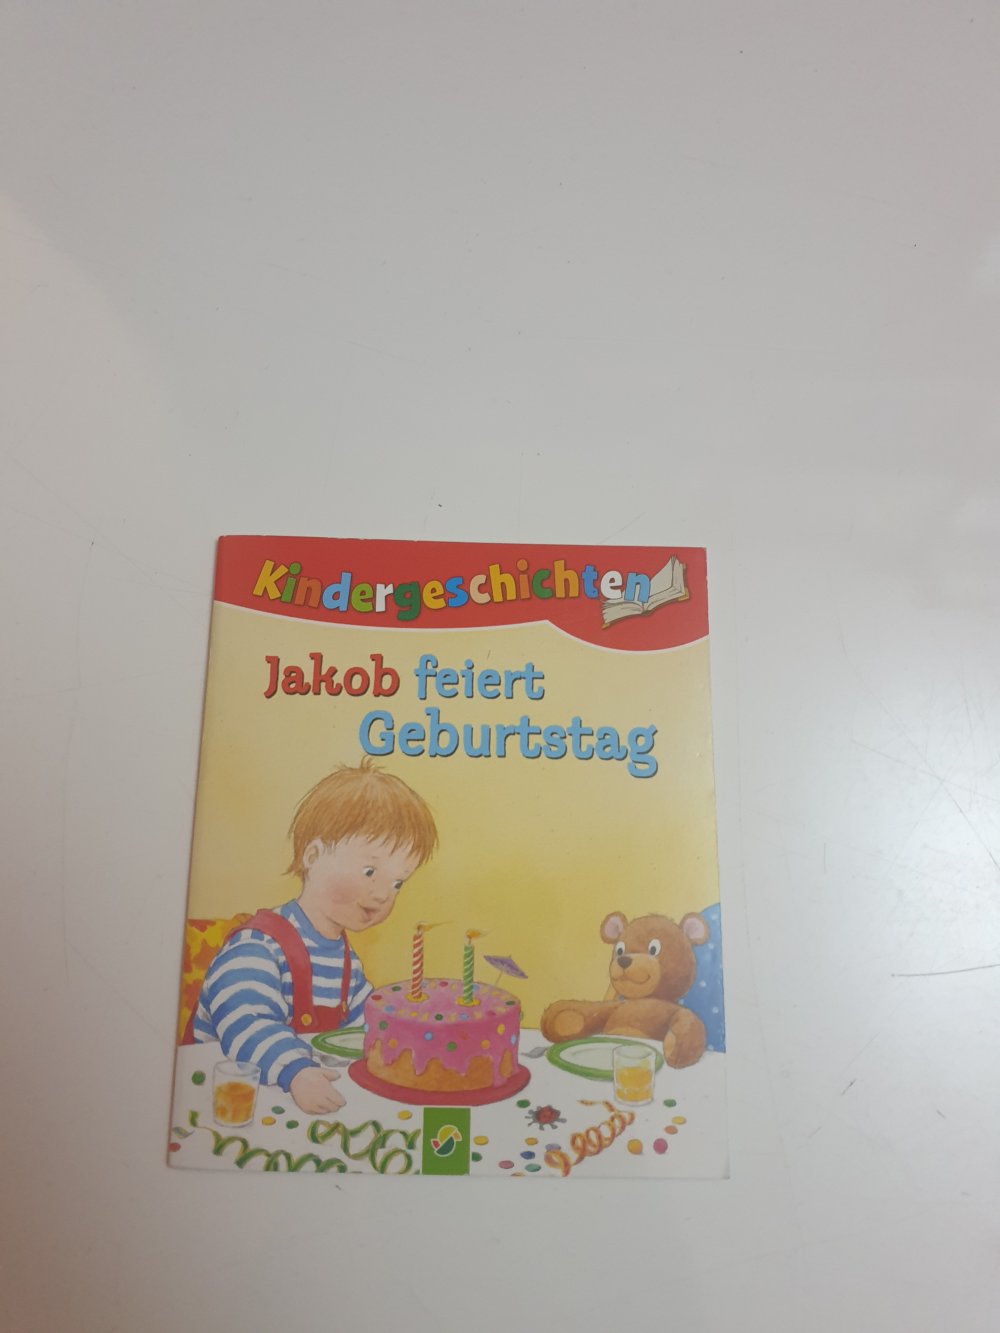 Kindergeschichten
Jakob feiert
Geburtstag